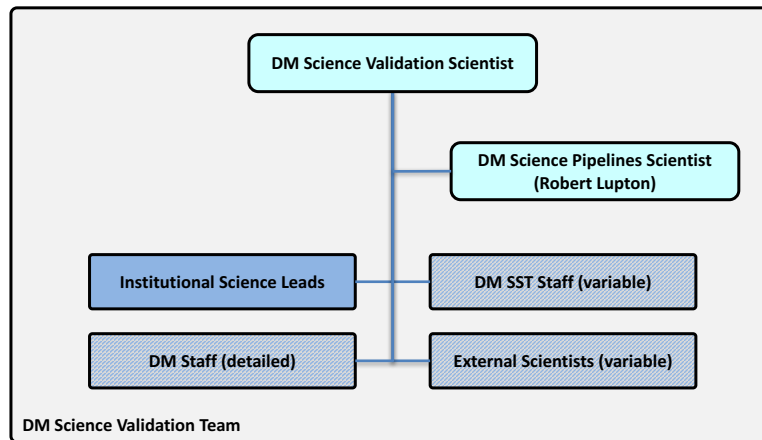 DM Science Validation Scientist
DM Science Pipelines Scientist
(Robert Lupton)
Institutional Science Leads
DM SST Staff (variable)
DM Staff (detailed)
External Scientists (variable)
DM Science Validation Team